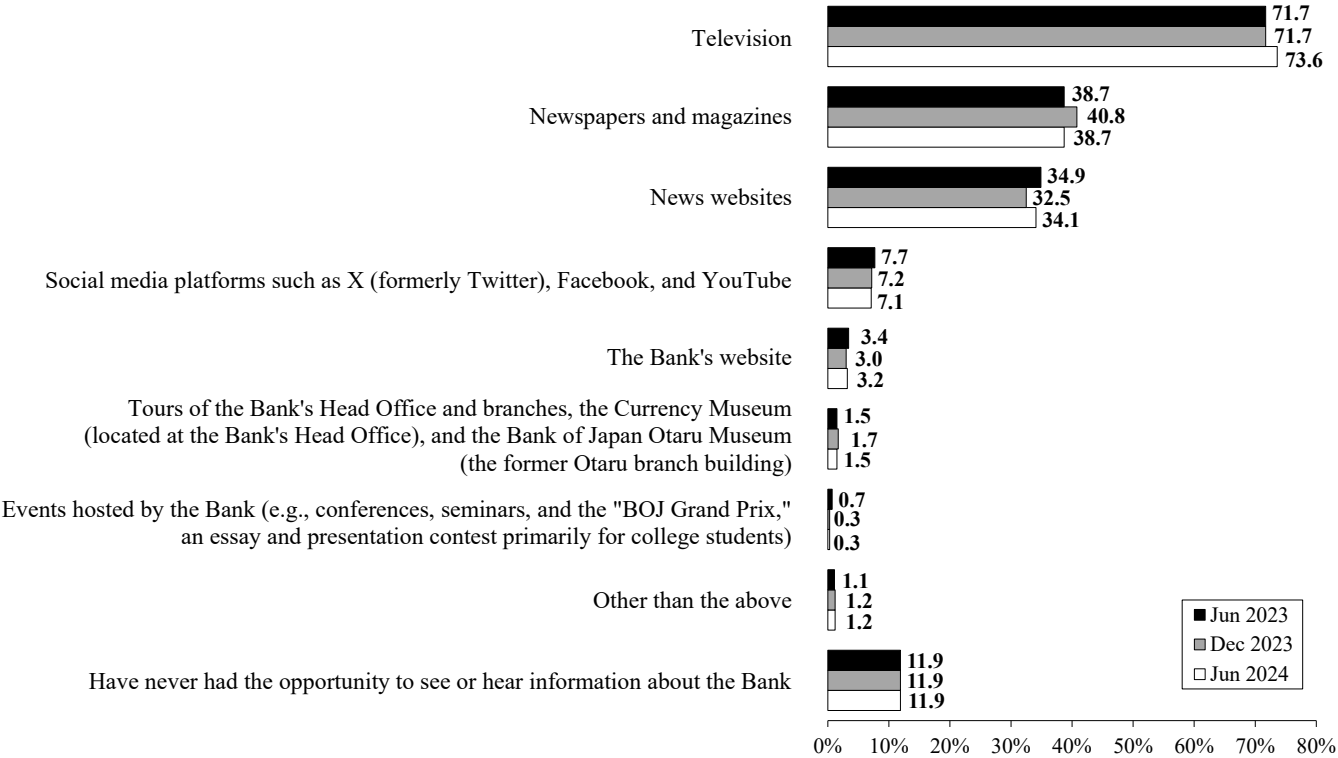 Television
71.7
71.7
73.6
Newspapers and magazines
38.7
40.8
38.7
News websites
34.9
32.5
34.1
Social media platforms such as X (formerly Twitter), Facebook, and YouTube
7.7
7.2
7.1
The Bank's website
3.4
3.0
3.2
Tours of the Bank's Head Office and branches, the Currency Museum
(located at the Bank's Head Office), and the Bank of Japan Otaru Museum
(the former Otaru branch building)
1.5
1.7
1.5
Events hosted by the Bank (e.g., conferences, seminars, and the "BOJ Grand Prix,"
an essay and presentation contest primarily for college students)
0.7
0.3
0.3
Other than the above
1.1
1.2
1.2
Have never had the opportunity to see or hear information about the Bank
11.9
11.9
11.9
Jun 2023
Dec 2023
Jun 2024
0% 10% 20% 30% 40% 50% 60% 70% 80%